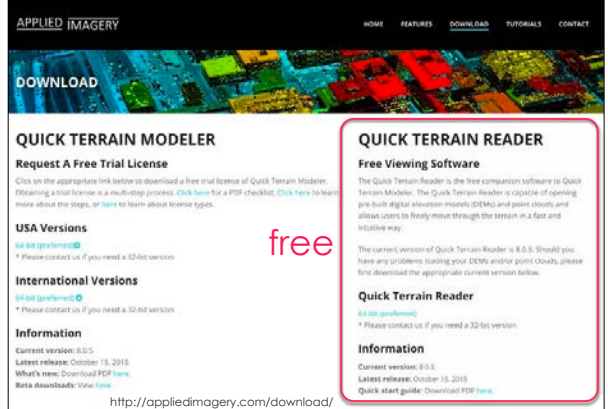 APPLIED IMAGERY
HOME FEATURES DOWNLOAD TUTORIALS CONTACT
DOWNLOAD
QUICK TERRAIN MODELER
Request A Free Trial License
Click on the appropriate link below to download a free trial license of Quick Terrain Modeler.
Obtaining a trial license is a multi-step process. Click here for a PDF checklist. Click here to learn
more about the steps, or here to learn about license types.
USA Versions
64-bit (preferred)
* Please contact us if you need a 32-bit version
International Versions
64-bit (preferred)
* Please contact us if you need a 32-bit version
Information
Current version: 8.0.5
Latest release: October 15, 2015
What's new: Download PDF here.
Beta downloads: View here.
free
QUICK TERRAIN READER
Free Viewing Software
The Quick Terrain Reader is the free companion software to Quick
Terrain Modeler. The Quick Terrain Reader is capable of opening
pre-built digital elevation models (DEMs) and point clouds and
allows users to freely move through the terrain in a fast and
intuitive way.
The current version of Quick Terrain Reader is 8.0.5. Should you
have any problems loading your DEMs and/or point clouds, please
first download the appropriate current version below.
Quick Terrain Reader
64-bit (preferred)
* Please contact us if you need a 32-bit version
Information
Current version: 8.0.5
Latest release: October 15, 2015
Quick start guide: Download PDF here.
http://appliedimagery.com/download/